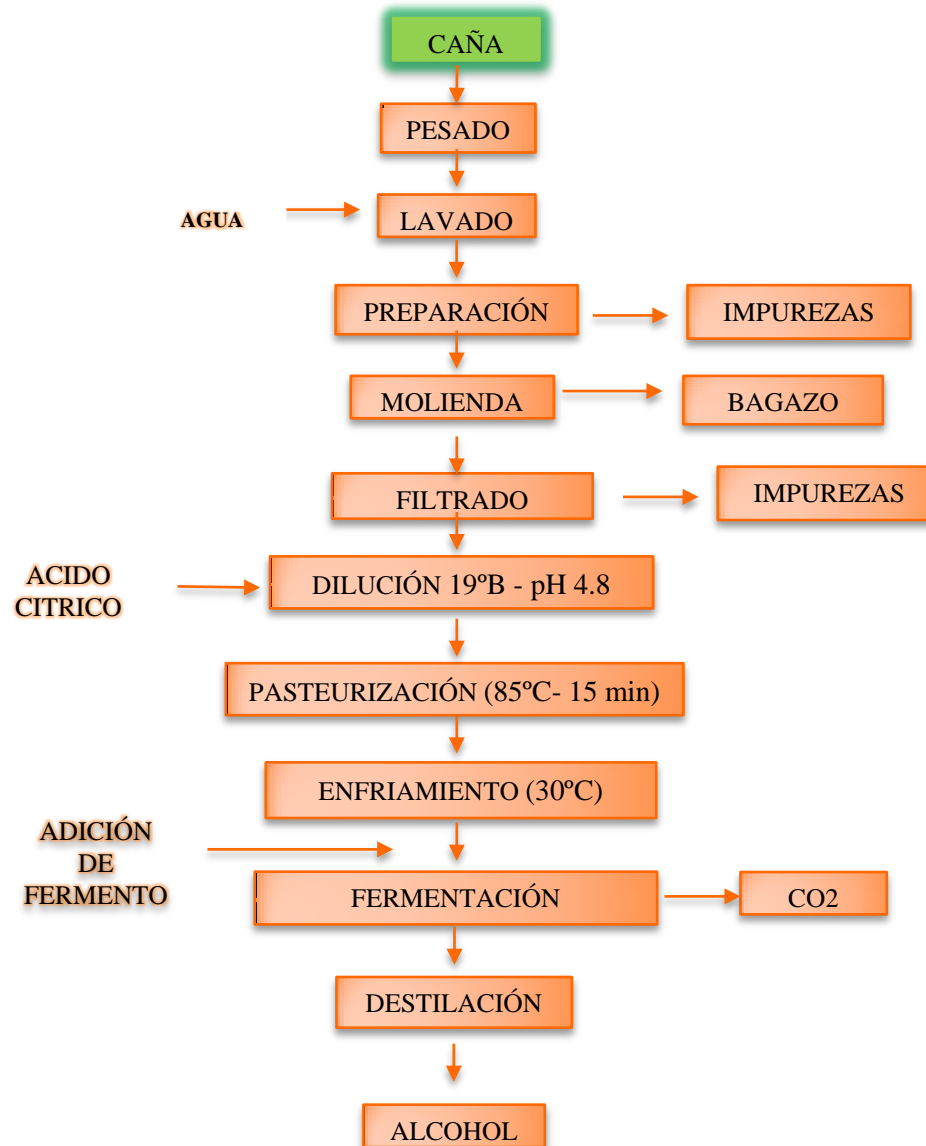 CAÑA
PESADO
AGUA
LAVADO
PREPARACIÓN
IMPUREZAS
MOLIENDA
BAGAZO
FILTRADO
IMPUREZAS
ACIDO
CITRICO
DILUCIÓN 19ºB - pH 4.8
PASTEURIZACIÓN (85ºC- 15 min)
ENFRIAMIENTO (30ºC)
ADICIÓN
DE
FERMENTO
FERMENTACIÓN
CO2
DESTILACIÓN
ALCOHOL